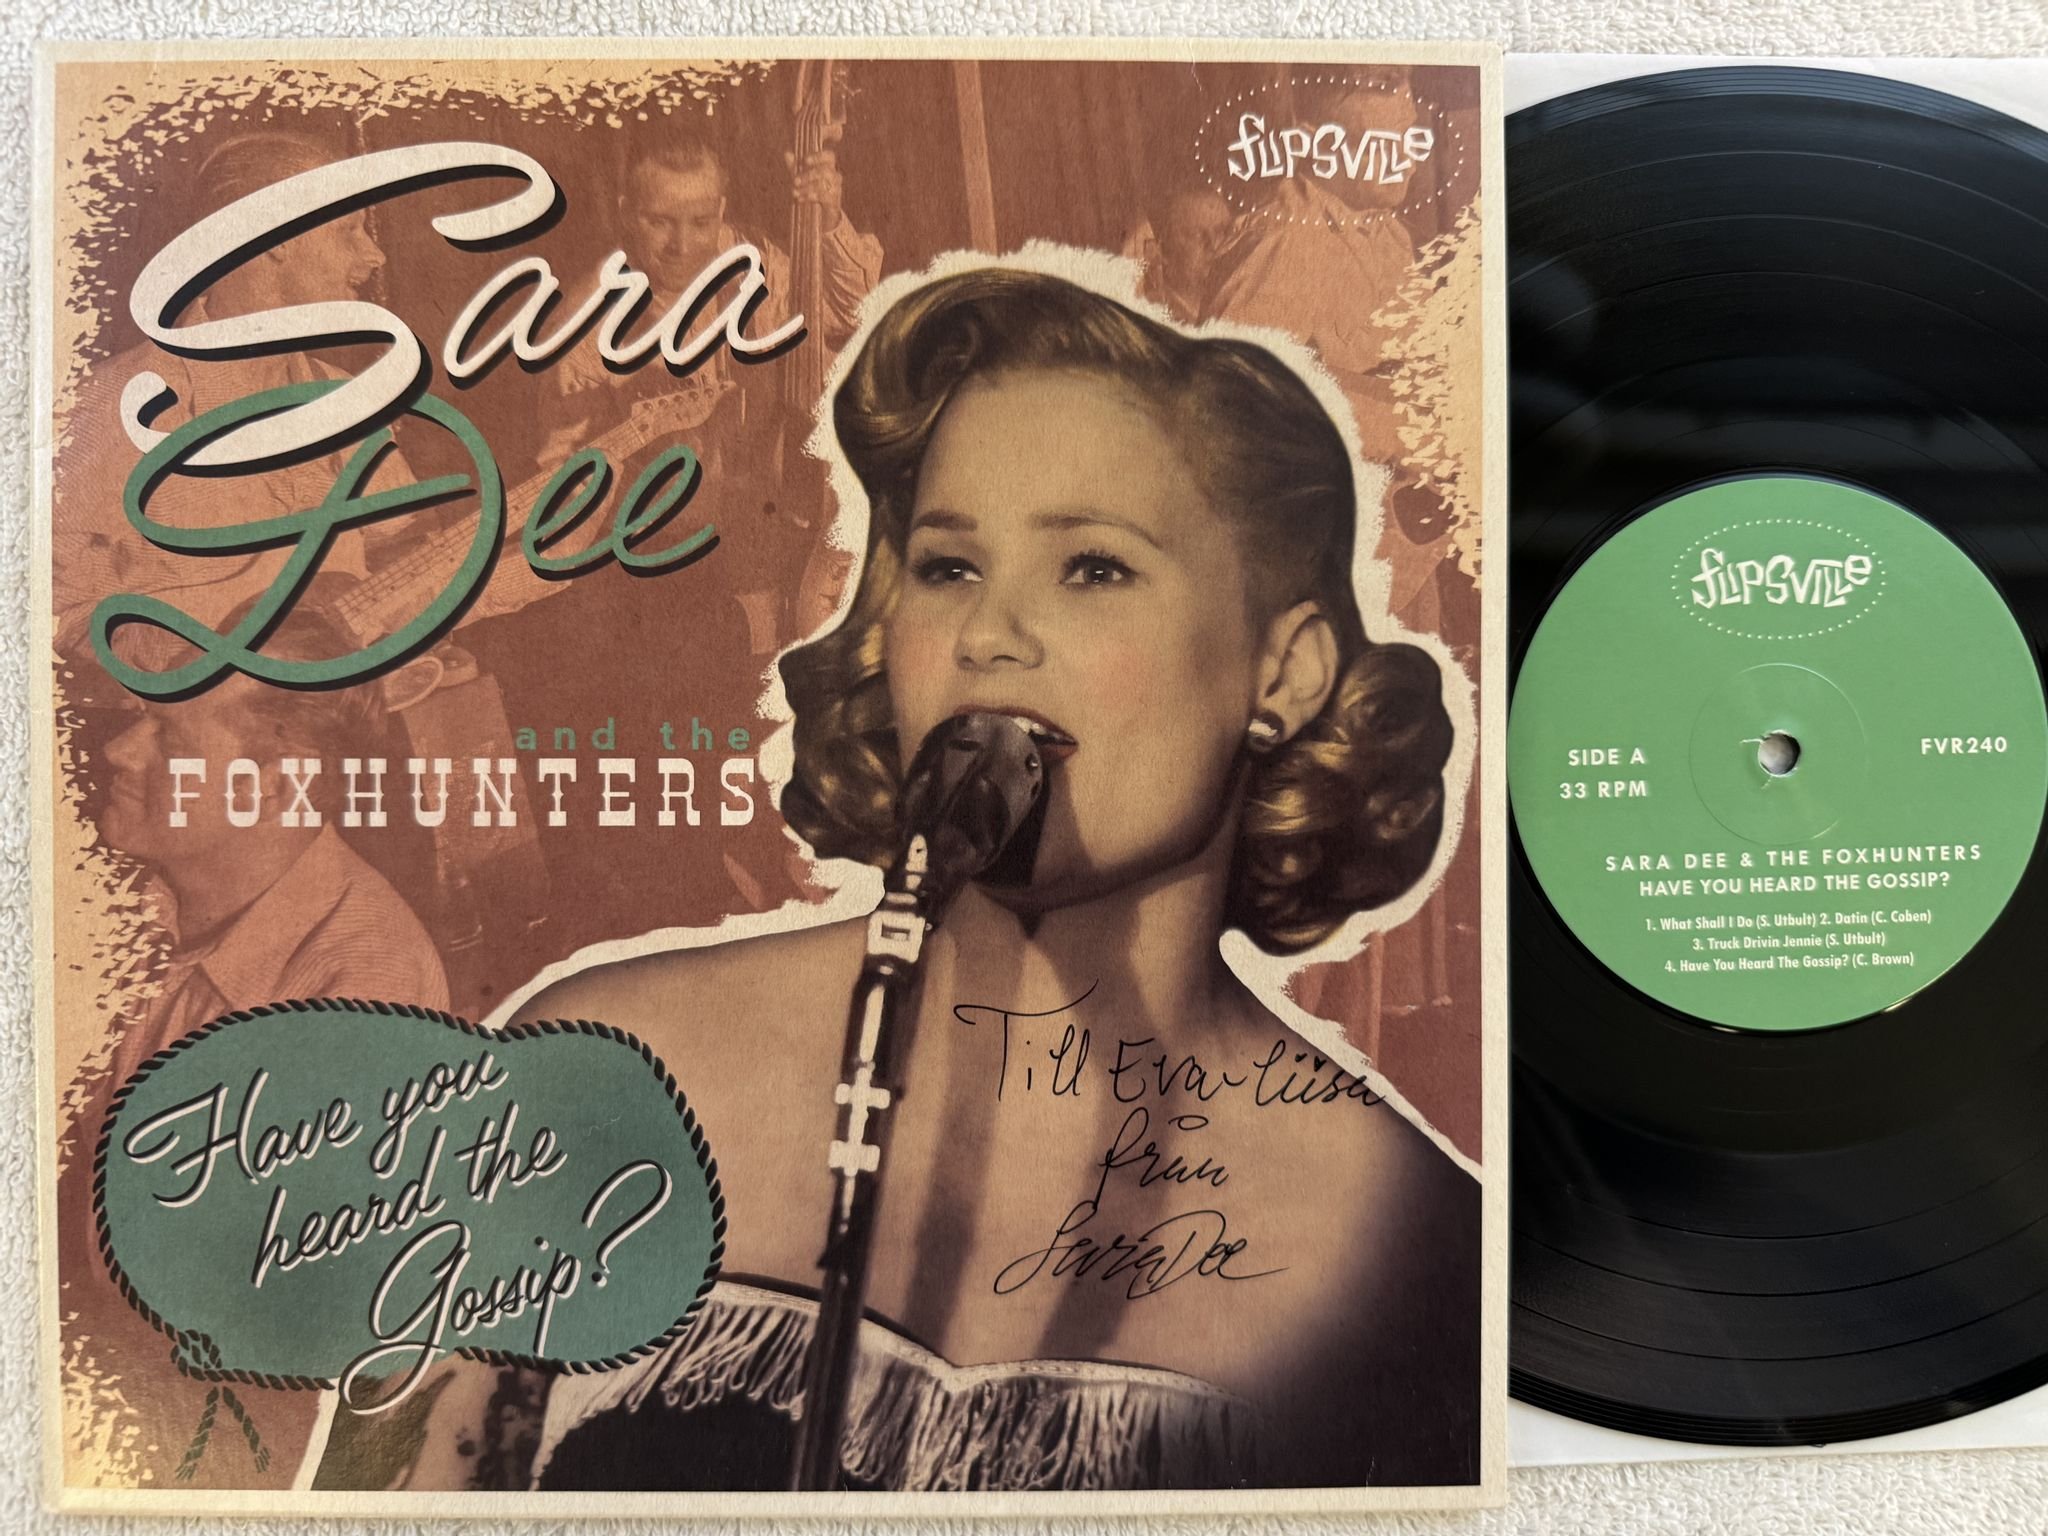 Sara
Dee
and the
FOXHUNTERS
FLIPSVILLE
Have you
heard the
Gossip?
Till Eva-Liisa
från
Sara Dee
FLIPSVILLE
SIDE A
33 RPM
FVR240
SARA DEE & THE FOXHUNTERS
HAVE YOU HEARD THE GOSSIP?
1. What Shall I Do (S. Utbult) 2. Datin (C. Coben)
3. Truck Drivin Jennie (S. Utbult)
4. Have You Heard The Gossip? (C. Brown)